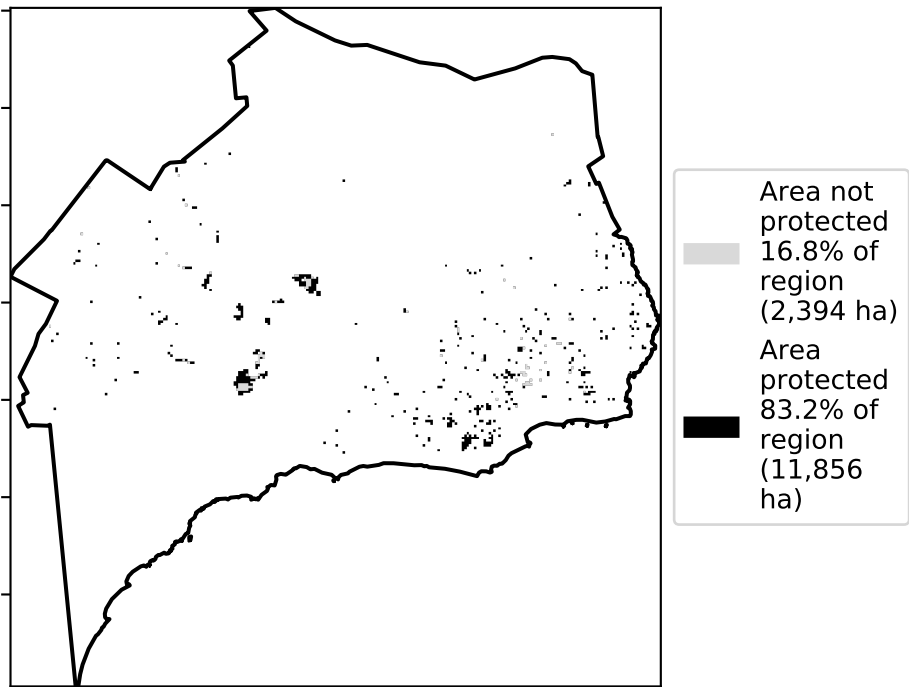 Area not
protected
16.8% of
region
(2,394 ha)
Area
protected
83.2% of
region
(11,856
ha)